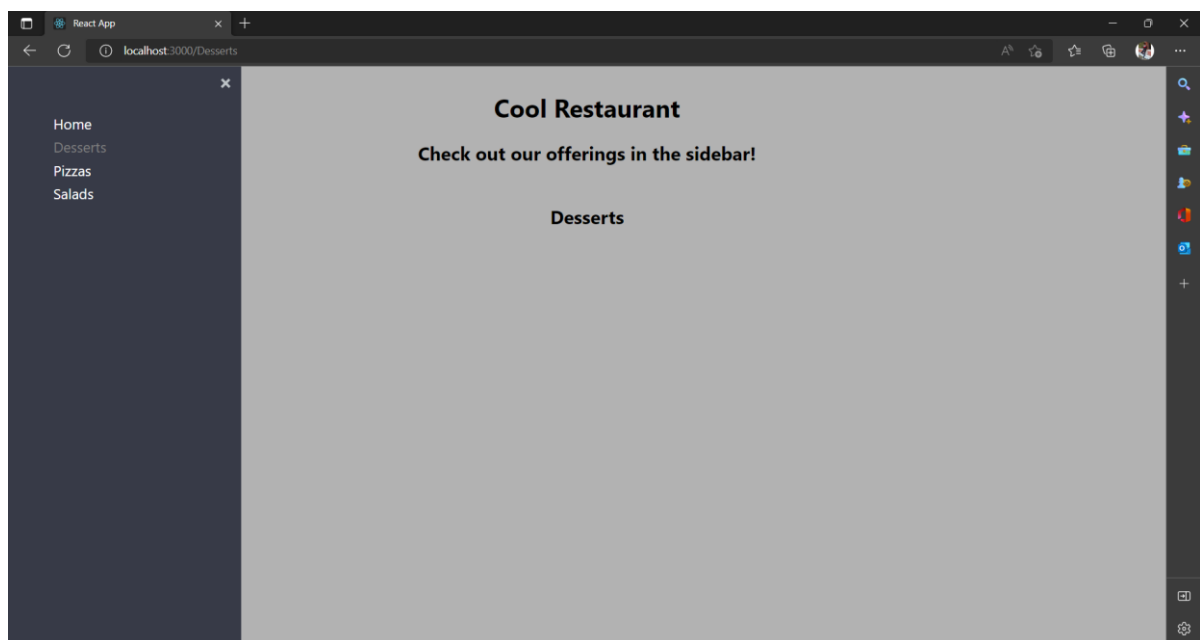 React App
localhost:3000/Desserts
Home
Desserts
Pizzas
Salads
Cool Restaurant
Check out our offerings in the sidebar!
Desserts